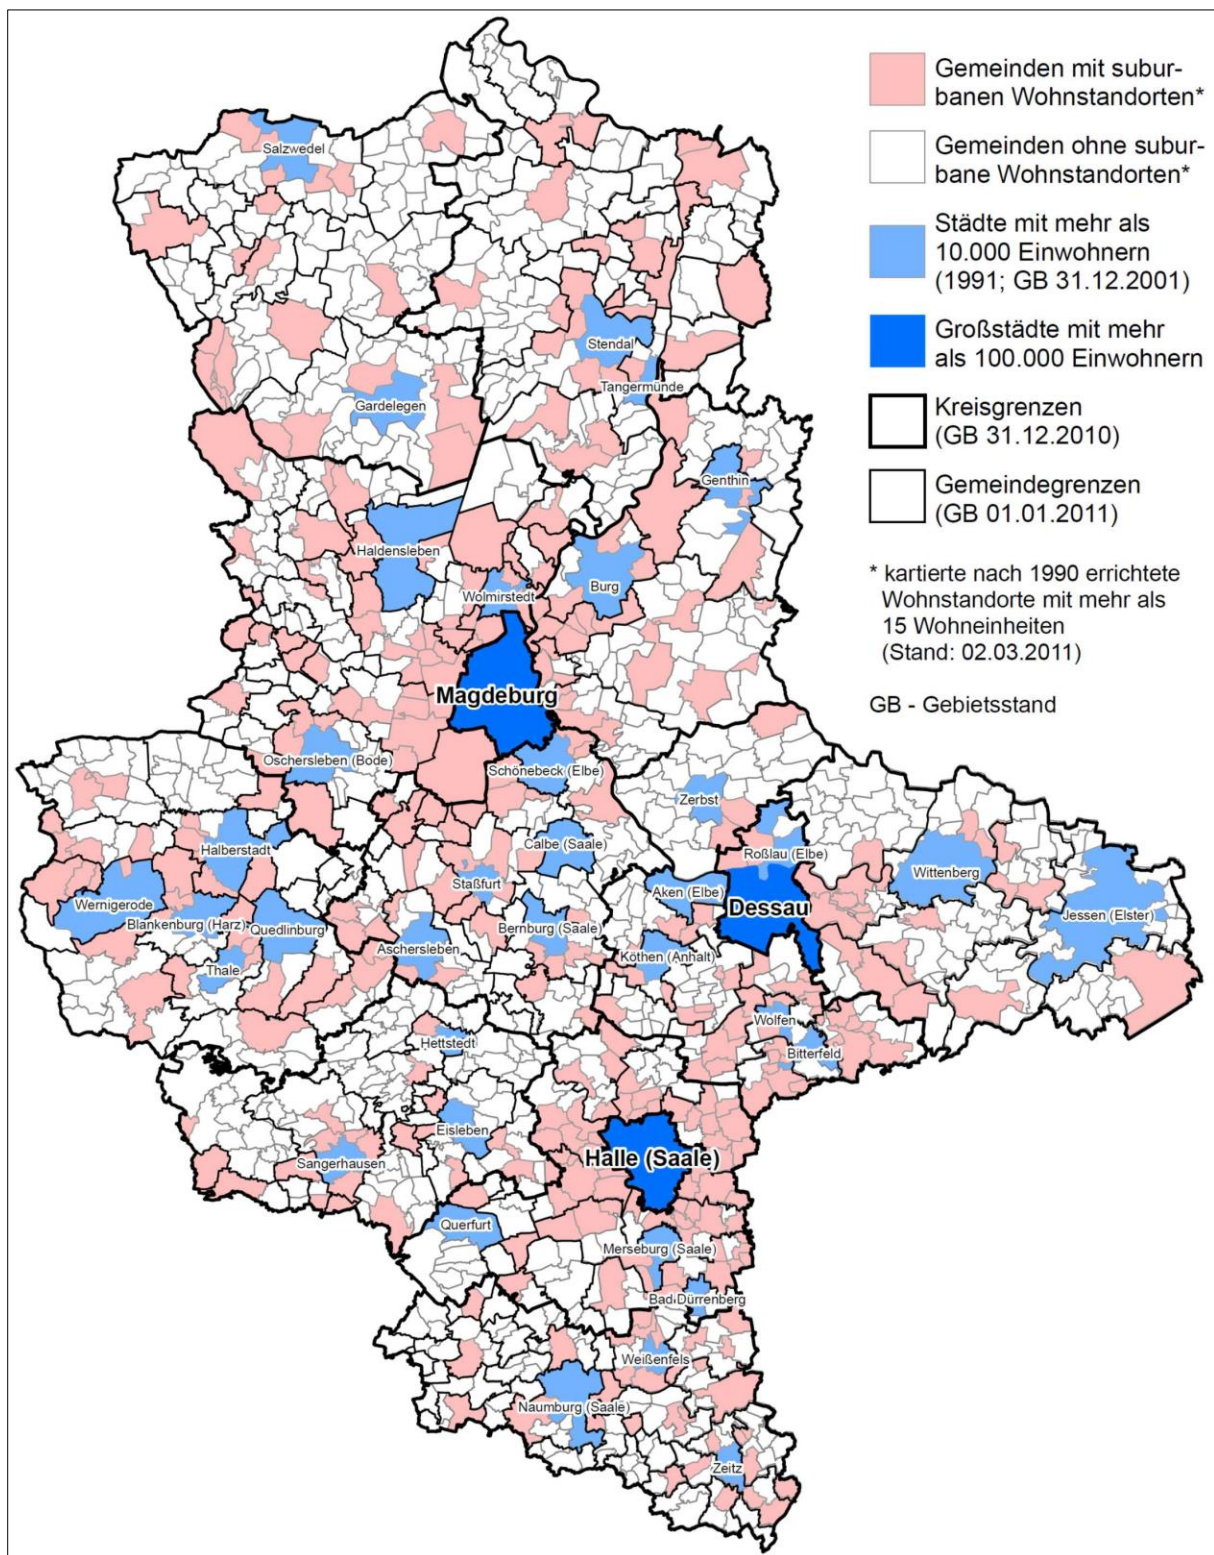 Gemeinden mit subur-
banen Wohnstandorten*
Gemeinden ohne subur-
bane Wohnstandorten*
Städte mit mehr als
10.000 Einwohnern
(1991; GB 31.12.2001)
Großstädte mit mehr
als 100.000 Einwohnern
Kreisgrenzen
(GB 31.12.2010)
Gemeindegrenzen
(GB 01.01.2011)
* kartierte nach 1990 errichtete
Wohnstandorte mit mehr als
15 Wohneinheiten
(Stand: 02.03.2011)
GB - Gebietsstand
Salzwedel
Stendal
Tangermünde
Gardelegen
Genthin
Haldensleben
Burg
Wolmirstedt
Magdeburg
Oschersleben (Bode)
Schönebeck (Elbe)
Zerbst
Calbe (Saale)
Halberstadt
Roßlau (Elbe)
Wittenberg
Staßfurt
Aken (Elbe)
Wernigerode
Dessau
Jessen (Elster)
Blankenburg (Harz)
Quedlinburg
Bernburg (Saale)
Aschersleben
Köthen (Anhalt)
Thale
Wolfen
Hettstedt
Bitterfeld
Eisleben
Halle (Saale)
Sangerhausen
Querfurt
Merseburg (Saale)
Bad Dürrenberg
Weißenfels
Naumburg (Saale)
Zeitz